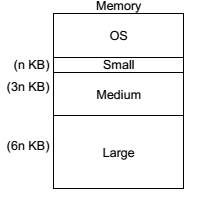 Memory
OS
(n KB) Small
(3n KB) Medium
(6n KB) Large